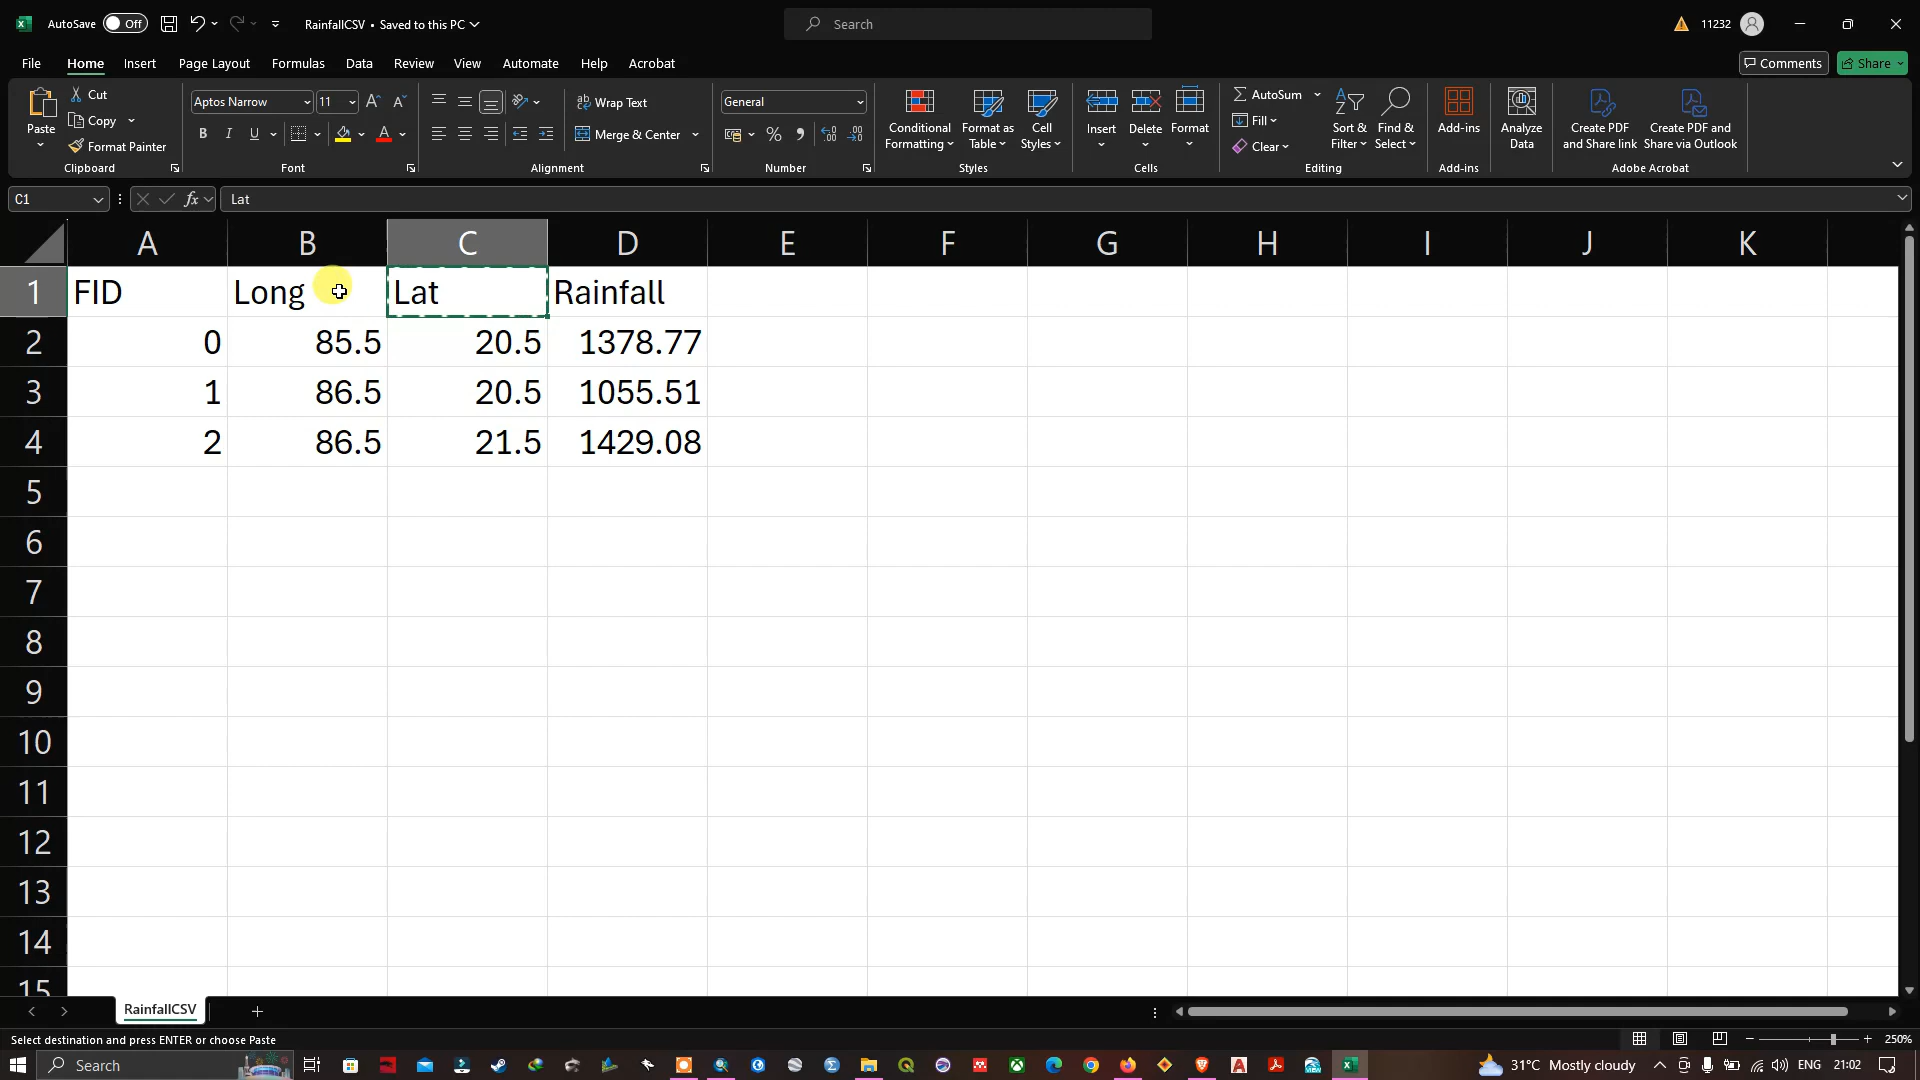 AutoSave Off RainfallCSV • Saved to this PC Search 11232
File Home Insert Page Layout Formulas Data Review View Automate Help Acrobat Comments Share
Paste Cut Copy Format Painter Clipboard
Aptos Narrow 11 B I U A Font
Wrap Text Merge & Center Alignment
General % Number
Conditional Formatting Format as Table Cell Styles Styles
Insert Delete Format Cells
AutoSum Fill Clear Sort & Filter Find & Select Editing
Add-ins Add-ins
Analyze Data
Create PDF and Share link Create PDF and Share via Outlook Adobe Acrobat
C1 fx Lat
A B C D E F G H I J K
1 FID Long Lat Rainfall
2 0 85.5 20.5 1378.77
3 1 86.5 20.5 1055.51
4 2 86.5 21.5 1429.08
5
6
7
8
9
10
11
12
13
14
15
RainfallCSV
Select destination and press ENTER or choose Paste 250%
Search 31°C Mostly cloudy ENG 21:02